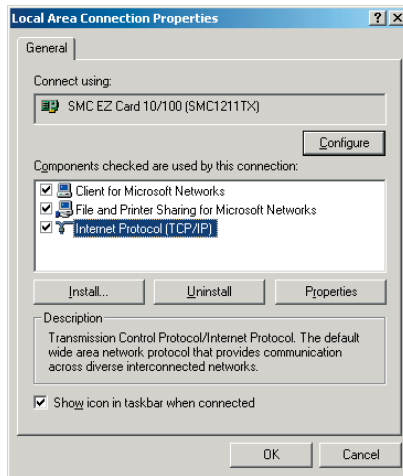 Local Area Connection Properties
General
Connect using:
SMC EZ Card 10/100 (SMC1211TX)
Configure
Components checked are used by this connection:
Client for Microsoft Networks
File and Printer Sharing for Microsoft Networks
Internet Protocol (TCP/IP)
Install...
Uninstall
Properties
Description
Transmission Control Protocol/Internet Protocol. The default
wide area network protocol that provides communication
across diverse interconnected networks.
Show icon in taskbar when connected
OK
Cancel